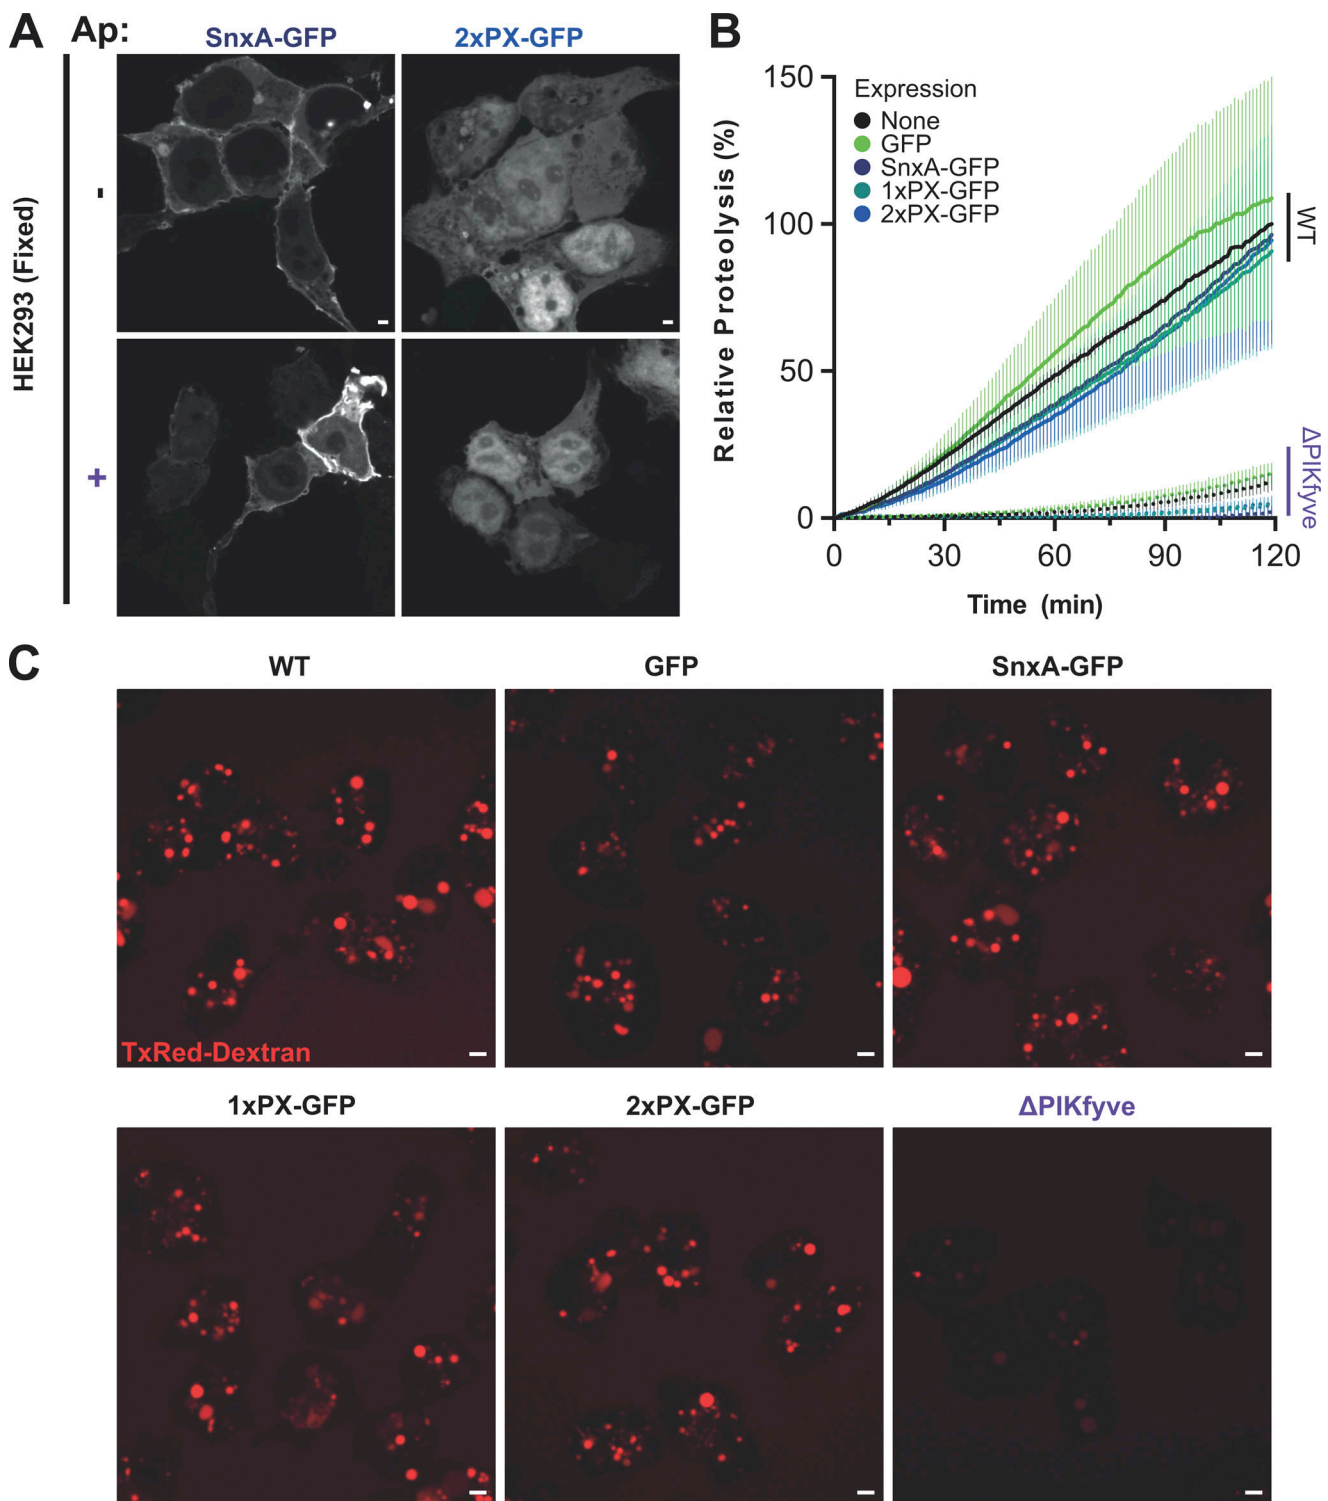 A
Ap:
SnxA-GFP
2xPX-GFP
HEK293 (Fixed)
-
+
B
Relative Proteolysis (%)
150
100
50
0
Expression
None
GFP
SnxA-GFP
1xPX-GFP
2xPX-GFP
WT
ΔPIKfyve
0
30
60
90
120
Time (min)
C
WT
GFP
SnxA-GFP
TxRed-Dextran
1xPX-GFP
2xPX-GFP
ΔPIKfyve